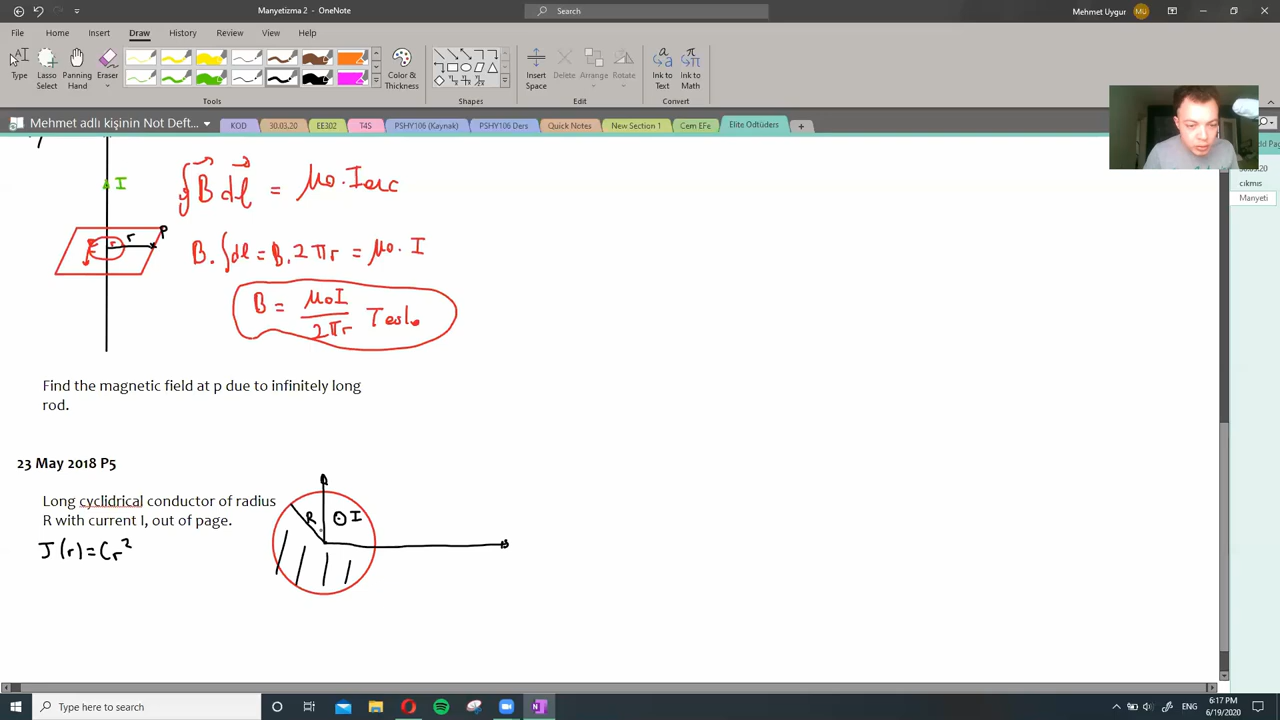 Manyetizma 2 - OneNote
Search
Mehmet Uygur
MU
File Home Insert Draw History Review View Help
Type
Lasso Select
Panning Hand
Eraser
Color & Thickness
Insert Space
Delete
Arrange
Rotate
Ink to Text
Ink to Math
Tools
Shapes
Edit
Convert
Mehmet adlı kişinin Not Deft...
KOD
30.03.20
EE302
T4S
PSHY106 (Kaynak)
PSHY106 Ders
Quick Notes
New Section 1
Cem EFe
Elite Odtüders
Add Page
çıkmıs
Manyeti
I
P
r
r
∮ B⃗ dl⃗ = μ₀ . Ienc
B. ∫dl = B. 2πr = μ₀ . I
B = μ₀I / 2πr Tesla
Find the magnetic field at p due to infinitely long
rod.
23 May 2018 P5
Long cyclidrical conductor of radius
R with current I, out of page.
J(r) = Cr²
R
I
Type here to search
6:17 PM
6/19/2020